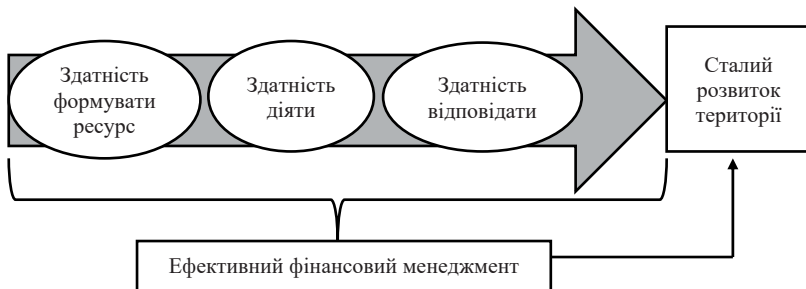 Здатність
формувати
ресурс
Здатність
діяти
Здатність
відповідати
Сталий
розвиток
території
Ефективний фінансовий менеджмент